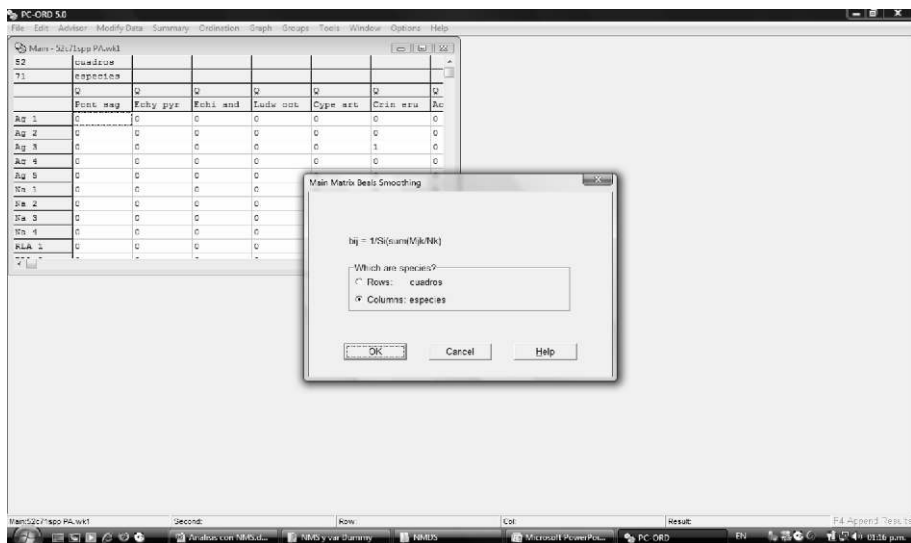 PC-ORD 5.0
File Edit Advisor Modify Data Summary Ordination Graph Groups Tools Window Options Help
Main - 52c71spp PA.wk1
52 cuadros
71 especies
Q Q Q Q Q Q Q
Pont sag Echy pyr Echi and Ludw oct Cype art Crin eru
Ag 1 0 0 0 0 0 0 0
Ag 2 0 0 0 0 0 0 0
Ag 3 0 0 0 0 0 1 0
Ag 4 0 0 0 0 0 0 0
Ag 5 0 0 0 0
Na 1 0 0 0 0
Na 2 0 0 0 0
Na 3 0 0 0 0
Na 4 0 0 0 0
RLA 1 0 0 0 0
Main Matrix Beals Smoothing
bij = 1/Si(sum(Mjk/Nk)
Which are species?
Rows: cuadros
Columns: especies
OK Cancel Help
Main:52c71spp PA.wk1 Second: Row: Col: Result: F4 Append Results
Analisis con NMS.d... NMS y var Dummy NMDS Microsoft PowerPoi... PC-ORD EN 01:16 p.m.